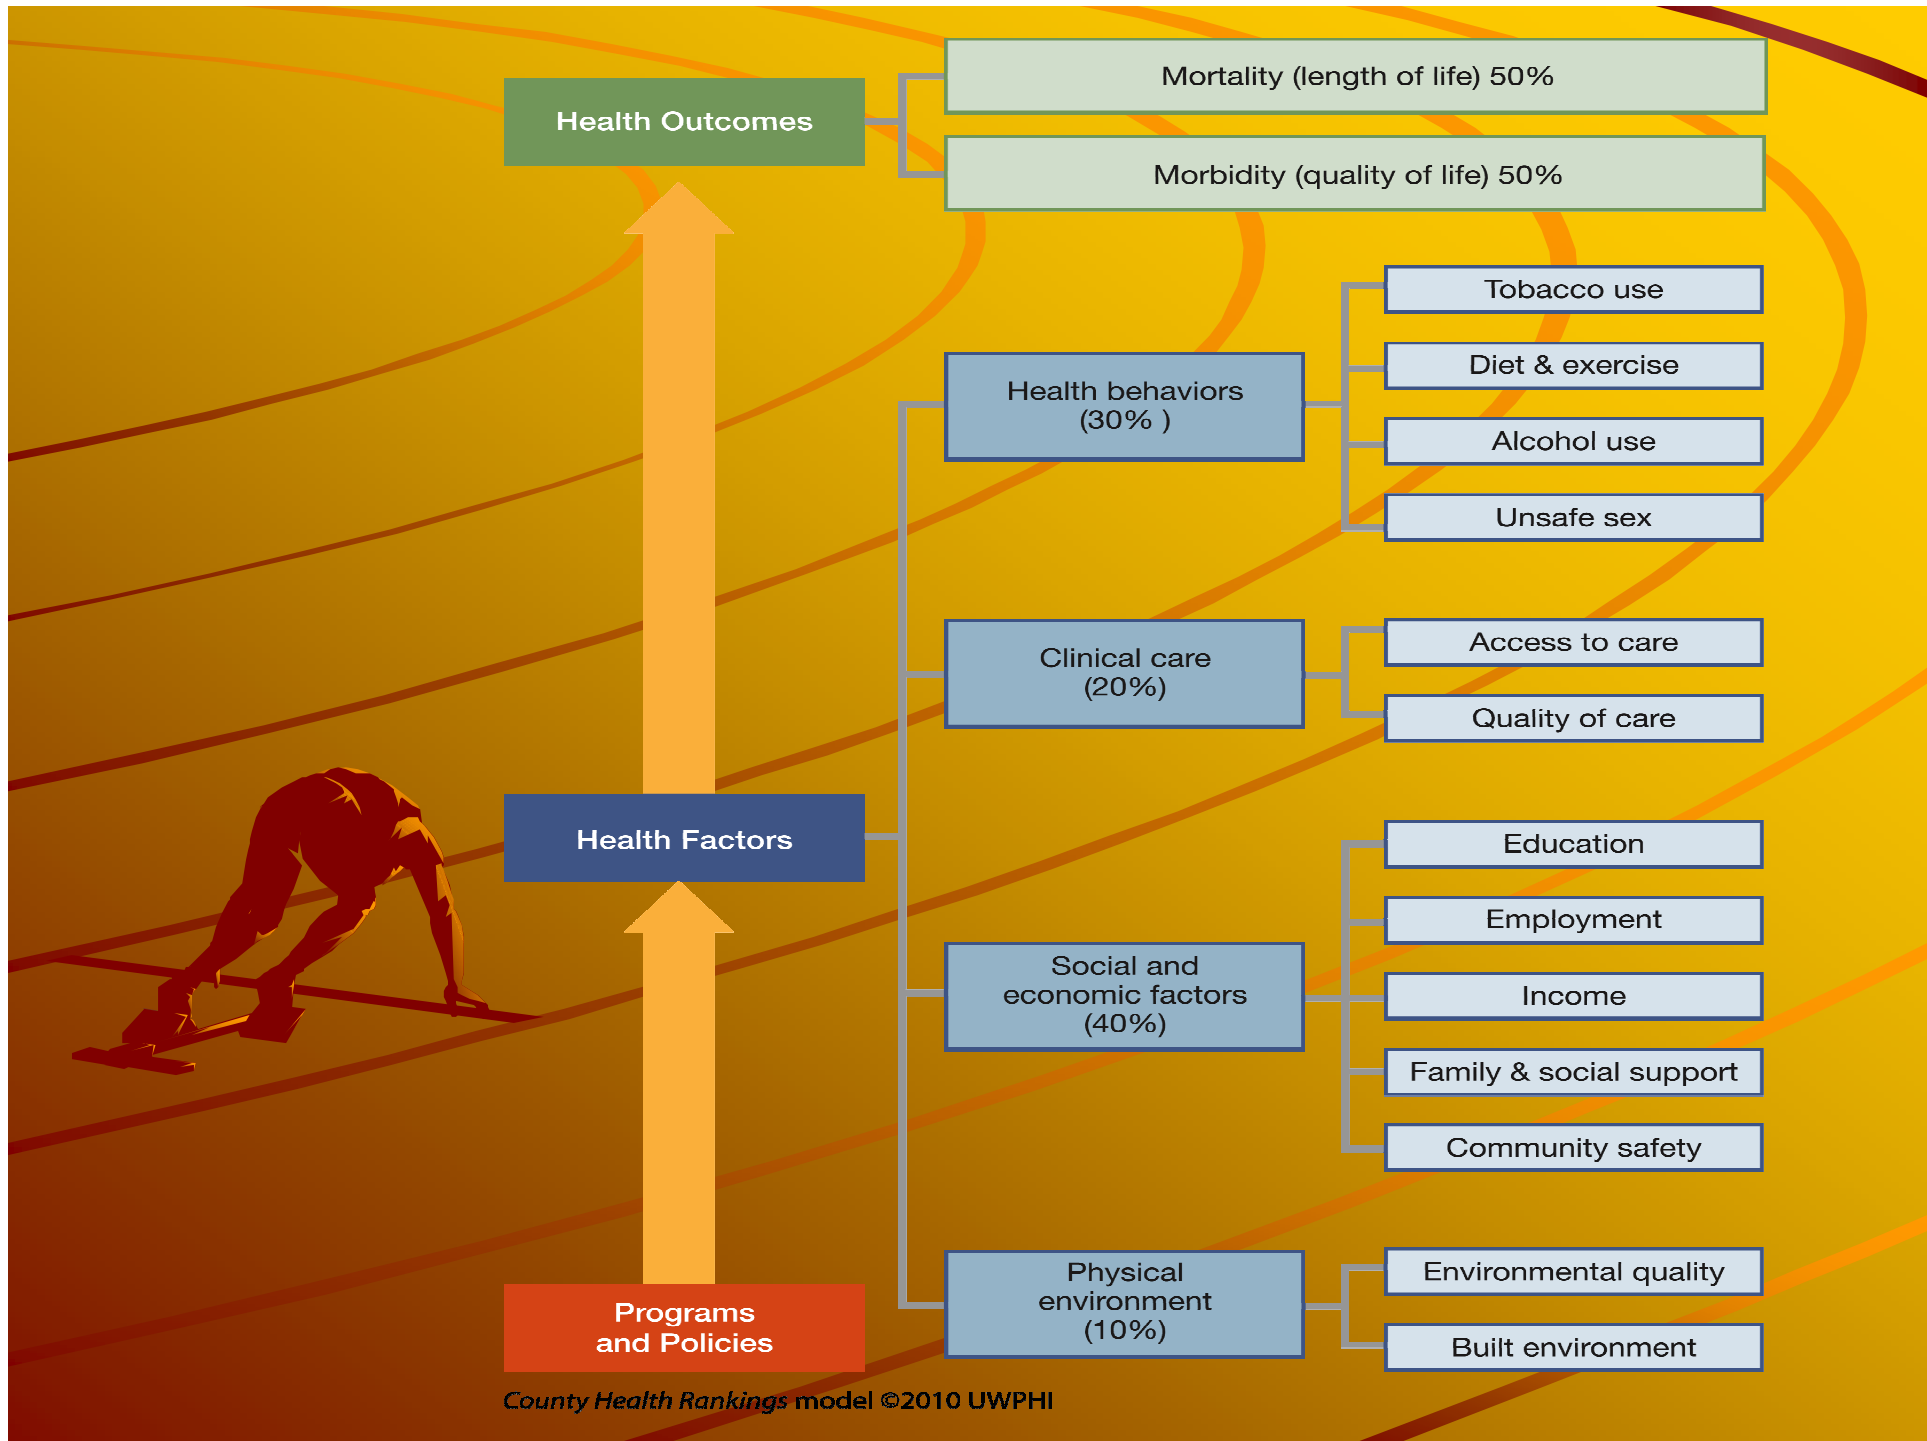 Health Outcomes
Mortality (length of life) 50%
Morbidity (quality of life) 50%
Health Factors
Health behaviors
(30% )
Tobacco use
Diet & exercise
Alcohol use
Unsafe sex
Clinical care
(20%)
Access to care
Quality of care
Social and
economic factors
(40%)
Education
Employment
Income
Family & social support
Community safety
Physical
environment
(10%)
Environmental quality
Built environment
Programs
and Policies
County Health Rankings model ©2010 UWPHI